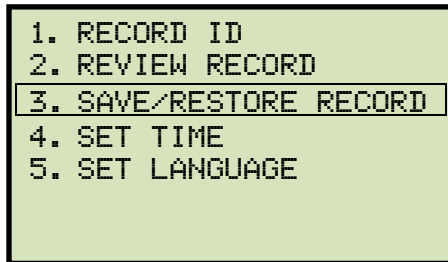 1. RECORD ID
2. REVIEW RECORD
3. SAVE/RESTORE RECORD
4. SET TIME
5. SET LANGUAGE